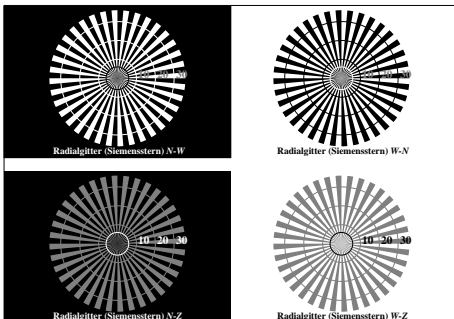 10 20 30
Radialgitter (Siemensstern) N-W
10 20 30
Radialgitter (Siemensstern) W-N
10 20 30
Radialgitter (Siemensstern) N-Z
10 20 30
Radialgitter (Siemensstern) W-Z